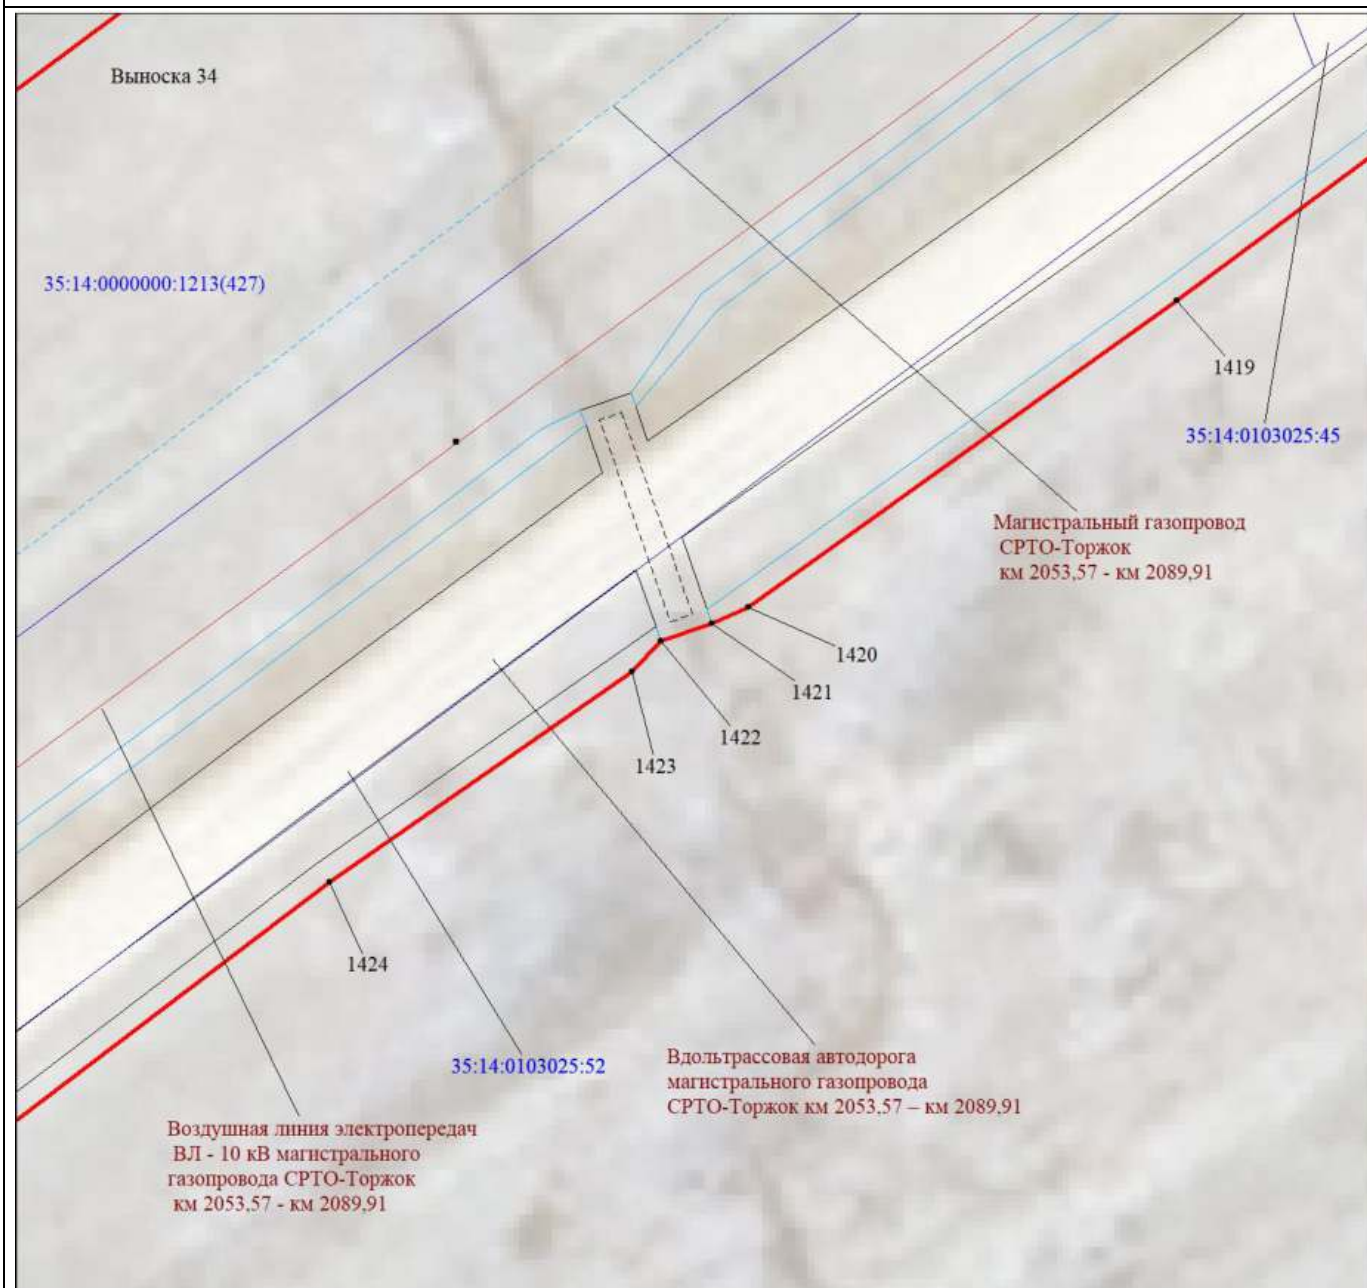 Выноска 34
35:14:0000000:1213(427)
1419
35:14:0103025:45
Магистральный газопровод
СРТО-Торжок
км 2053,57 - км 2089,91
1420
1421
1422
1423
1424
35:14:0103025:52
Вдольтрассовая автодорога
магистрального газопровода
СРТО-Торжок км 2053,57 – км 2089,91
Воздушная линия электропередач
ВЛ - 10 кВ магистрального
газопровода СРТО-Торжок
км 2053,57 - км 2089,91